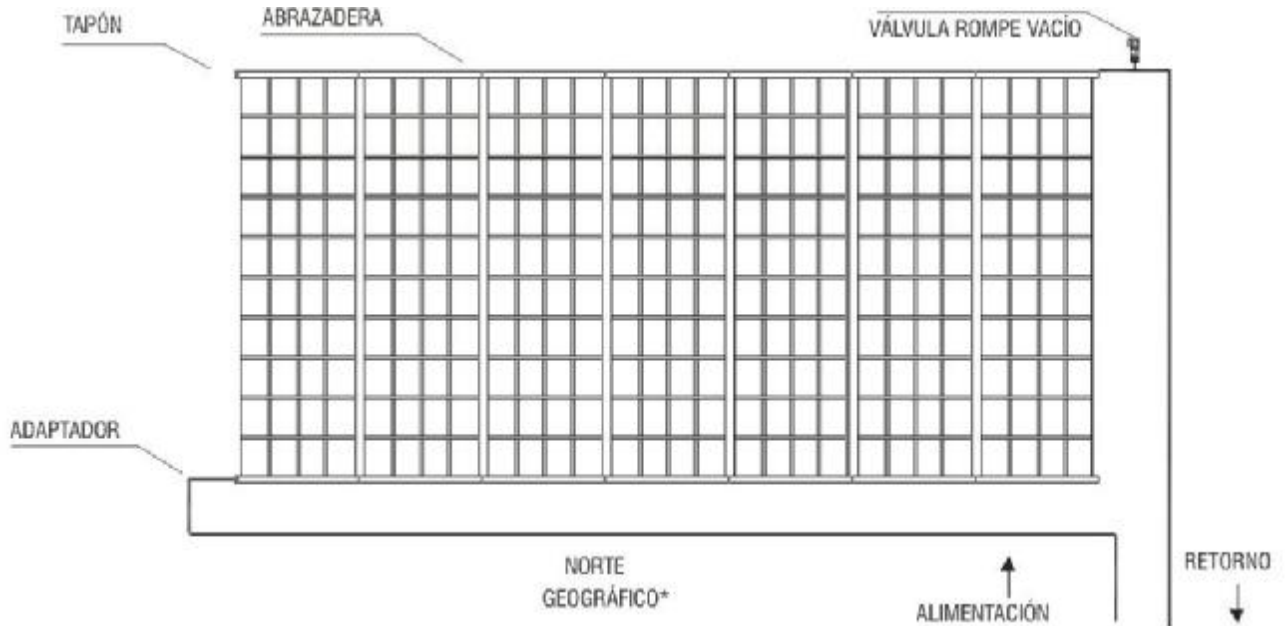 TAPÓN
ABRAZADERA
VÁLVULA ROMPE VACÍO
ADAPTADOR
NORTE
GEOGRÁFICO*
ALIMENTACIÓN
RETORNO